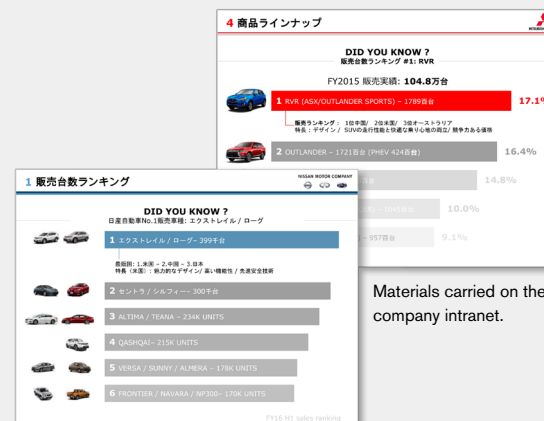 4 商品ラインナップ
DID YOU KNOW ?
販売台数ランキング #1: RVR
FY2015 販売実績: 104.8万台
1 RVR (ASX/OUTLANDER SPORTS) – 1789百台
17.1%
販売ランキング： 1位中国/ 2位米国/ 3位オーストラリア
特長：デザイン / SUVの走行性能と快適な乗り心地の両立/ 競争力ある価格
2 OUTLANDER – 1721百台 (PHEV 424百台)
16.4%
14.8%
10.0%
– 957百台
9.1%
1 販売台数ランキング
NISSAN MOTOR COMPANY
DID YOU KNOW ?
日産自動車No.1販売車種: エクストレイル / ローグ
1 エクストレイル / ローグ– 399千台
農販国: 1.米国 – 2.中国 – 3.日本
特長（米国）: 魅力的なデザイン/ 高い機能性 / 先進安全技術
2 セントラ / シルフィー– 300千台
3 ALTIMA / TEANA – 234K UNITS
4 QASHQAI– 215K UNITS
5 VERSA / SUNNY / ALMERA – 178K UNITS
6 FRONTIER / NAVARA / NP300– 170K UNITS
FY16 H1 sales ranking
Materials carried on the
company intranet.